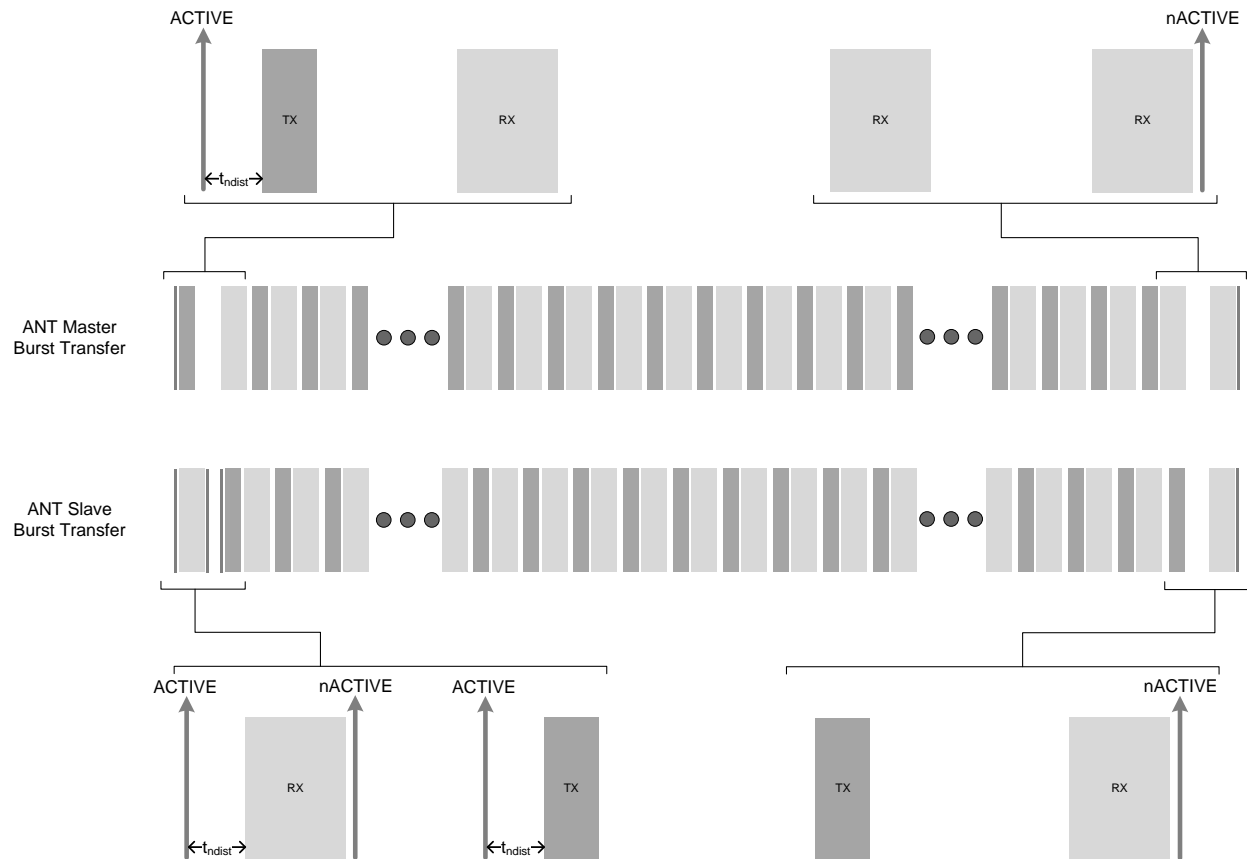 ACTIVE
nACTIVE
TX
RX
RX
RX
tndist
ANT Master
Burst Transfer
ANT Slave
Burst Transfer
ACTIVE
nACTIVE
ACTIVE
nACTIVE
RX
TX
TX
RX
tndist
tndist